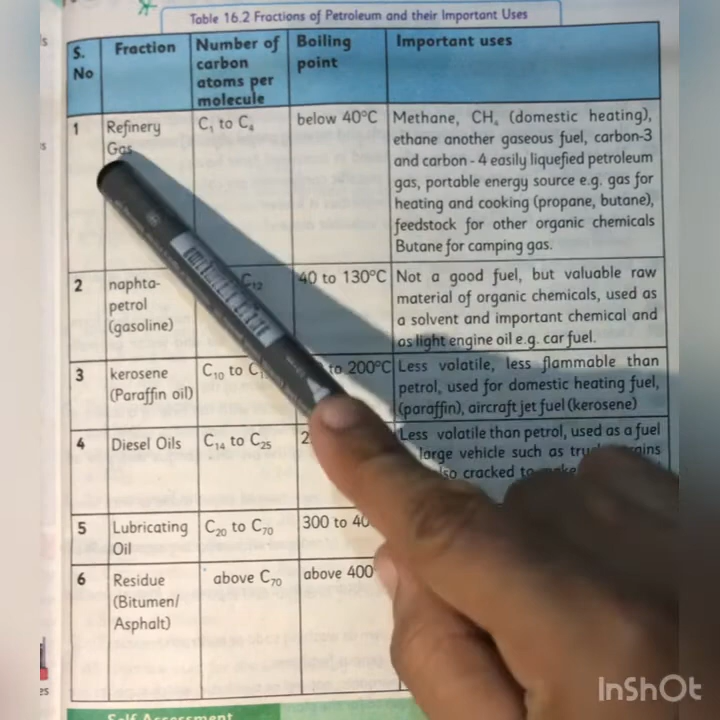 Table 16.2 Fractions of Petroleum and their Important Uses
S.
No
Fraction
Number of
carbon
atoms per
molecule
Boiling
point
Important uses
1
Refinery
Gas
C₁ to C₄
below 40°C
Methane, CH₄ (domestic heating),
ethane another gaseous fuel, carbon-3
and carbon - 4 easily liquefied petroleum
gas, portable energy source e.g. gas for
heating and cooking (propane, butane),
feedstock for other organic chemicals
Butane for camping gas.
2
naphta-
petrol
(gasoline)
C₁₂
40 to 130°C
Not a good fuel, but valuable raw
material of organic chemicals, used as
a solvent and important chemical and
as light engine oil e.g. car fuel.
3
kerosene
(Paraffin oil)
C₁₀ to
to 200°C
Less volatile, less flammable than
petrol, used for domestic heating fuel,
(paraffin), aircraft jet fuel (kerosene)
4
Diesel Oils
C₁₄ to C₂₅
Less volatile than petrol, used as a fuel
large vehicle such as
cracked to
5
Lubricating
Oil
C₂₀ to C₇₀
300 to
6
Residue
(Bitumen/
Asphalt)
above C₇₀
above 400
Self Assessment
InShOt